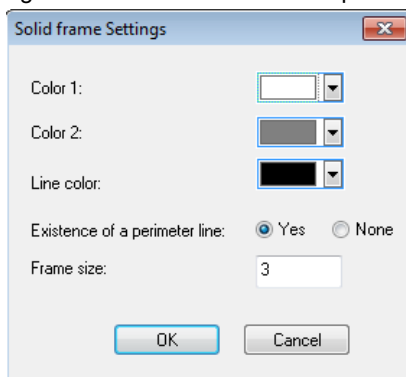 Solid frame Settings
Color 1:
Color 2:
Line color:
Existence of a perimeter line: Yes None
Frame size: 3
OK Cancel